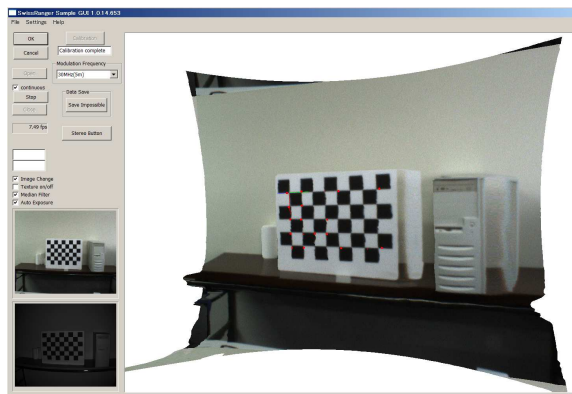 SwissRanger Sample GUI 1.0.14.653
File Settings Help
OK
Calibration
Cancel
Calibration complete
Modulation Frequency
Open
30MHz(5m)
continuous
Stop
Data Save
Close
Save Impossible
7.49 fps
Stereo Button
Image Change
Texture on/off
Median Filter
Auto Exposure